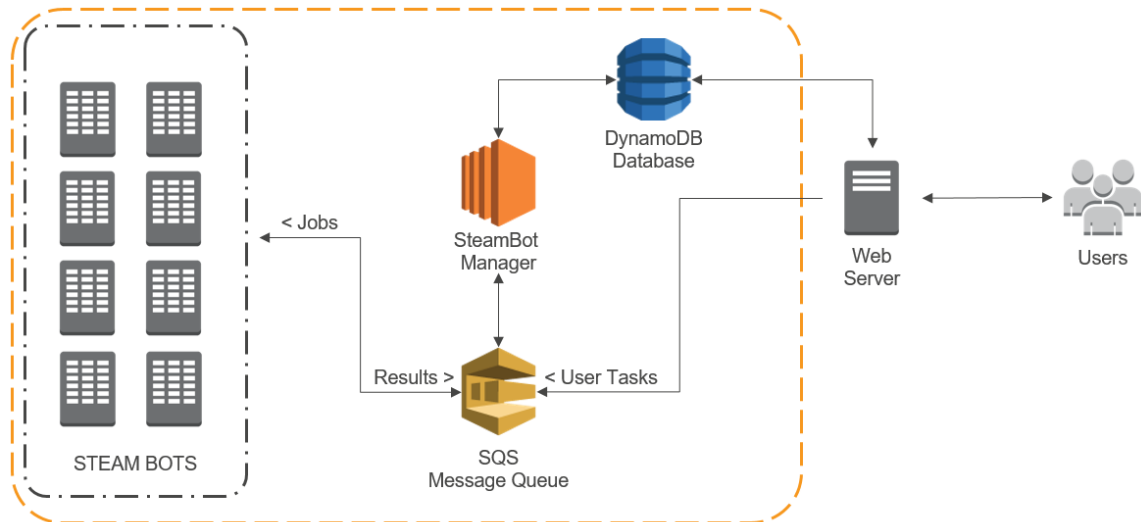 DynamoDB
Database
< Jobs
SteamBot
Manager
Web
Server
Users
Results >
< User Tasks
STEAM BOTS
SQS
Message Queue